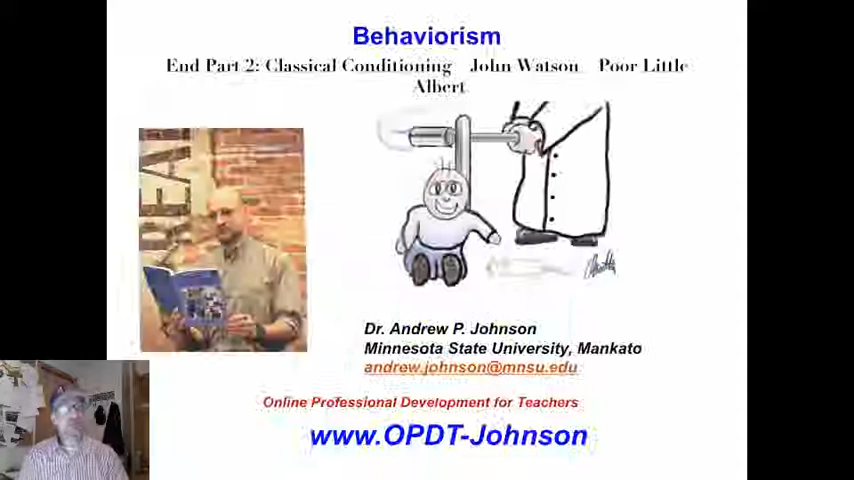 Behaviorism
End Part 2: Classical Conditioning John Watson Poor Little
Albert
Dr. Andrew P. Johnson
Minnesota State University, Mankato
andrew.johnson@mnsu.edu
Online Professional Development for Teachers
www.OPDT-Johnson